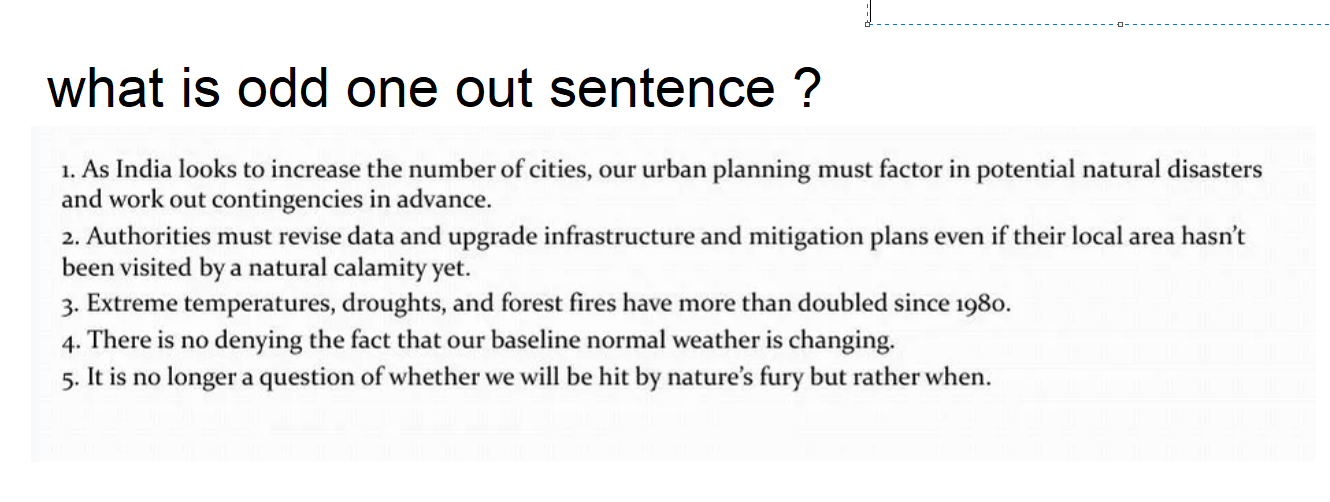 what is odd one out sentence ?
1. As India looks to increase the number of cities, our urban planning must factor in potential natural disasters
and work out contingencies in advance.
2. Authorities must revise data and upgrade infrastructure and mitigation plans even if their local area hasn’t
been visited by a natural calamity yet.
3. Extreme temperatures, droughts, and forest fires have more than doubled since 1980.
4. There is no denying the fact that our baseline normal weather is changing.
5. It is no longer a question of whether we will be hit by nature’s fury but rather when.